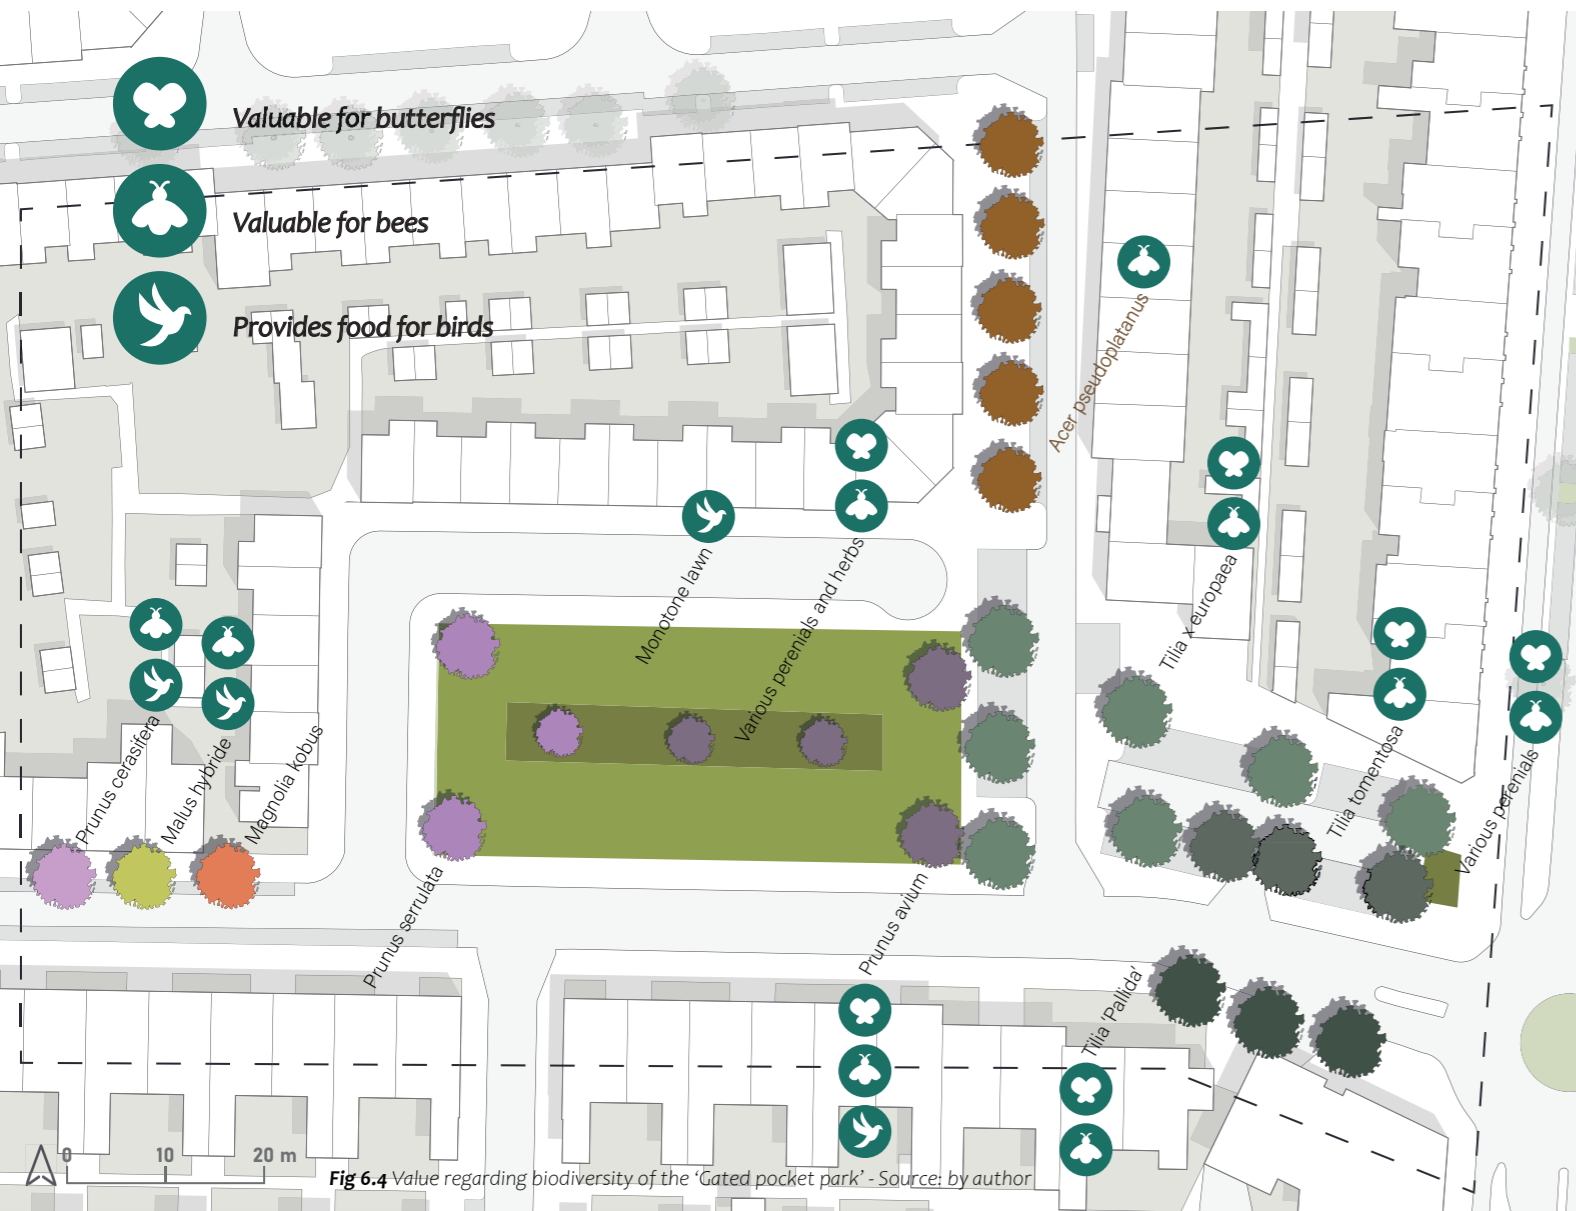 Valuable for butterflies
Valuable for bees
Provides food for birds
Acer pseudoplatanus
Monotone lawn
Various perenials and herbs
Tilia x europaea
Tilia tomentosa
Various perenials
Prunus cerasifera
Malus hybride
Magnolia kobus
Prunus serrulata
Prunus avium
Tilia 'Pallida'
0 10 20 m
Fig 6.4 Value regarding biodiversity of the ‘Gated pocket park’ - Source: by author